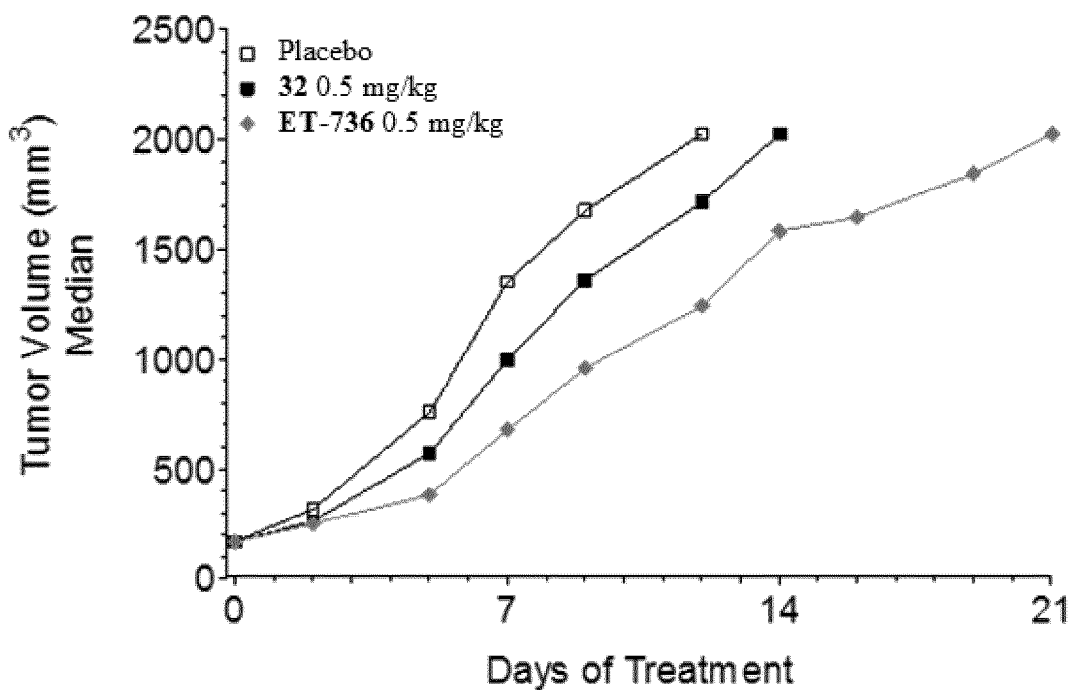 2500
Placebo
32 0.5 mg/kg
ET-736 0.5 mg/kg
2000
1500
1000
500
0
Tumor Volume (mm³)
Median
0 7 14 21
Days of Treatment